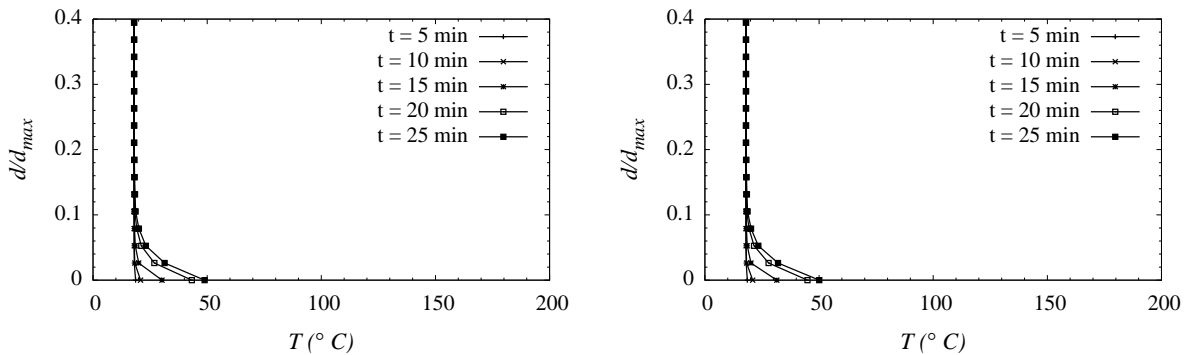 0.4
0.3
0.2
0.1
0
d/d_max
t = 5 min
t = 10 min
t = 15 min
t = 20 min
t = 25 min
0 50 100 150 200
T (° C)
0.4
0.3
0.2
0.1
0
d/d_max
t = 5 min
t = 10 min
t = 15 min
t = 20 min
t = 25 min
0 50 100 150 200
T (° C)